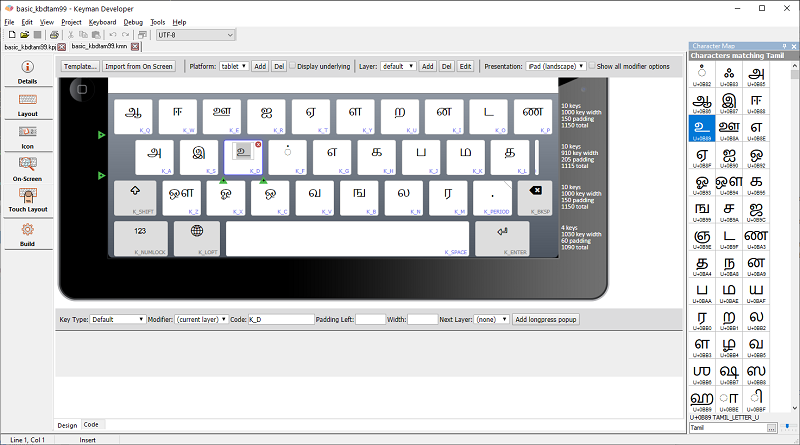 basic_kbdtam99.kmn - Keyman Developer
File Edit View Project Keyboard Debug Tools Help
UTF-8
basic_kbdtam99.kpj basic_kbdtam99.kmn
Details
Layout
Icon
On-Screen
Touch Layout
Build
Template... Import from On Screen Platform: tablet Add Del Display underlying Layer: default Add Del Edit Presentation: iPad (landscape) Show all modifier options
ஆ ஈ ஊ ஐ ஏ ள ற ன ட ண
K_Q K_W K_E K_R K_T K_Y K_U K_I K_O K_P
10 keys
1000 key width
150 padding
1150 total
அ இ உ ் எ க ப ம த
K_A K_S K_D K_F K_G K_H K_J K_K K_L
10 keys
910 key width
205 padding
1115 total
ஔ ஓ ஒ வ ங ல ர .
K_SHIFT K_Z K_X K_C K_V K_B K_N K_M K_PERIOD K_BKSP
10 keys
1000 key width
150 padding
1150 total
123
K_NUMLOCK K_LOPT K_SPACE K_ENTER
4 keys
1030 key width
60 padding
1090 total
Key Type: Default Modifier: (current layer) Code: K_D Padding Left: Width: Next Layer: (none) Add longpress popup
Design Code
Line 1, Col 1 Insert
Character Map
Characters matching Tamil
ஂ ஃ அ
U+0B82 U+0B83 U+0B85
ஆ இ ஈ
U+0B86 U+0B87 U+0B88
உ ஊ எ
U+0B89 U+0B8A U+0B8E
ஏ ஐ ஒ
U+0B8F U+0B90 U+0B92
ஓ ஔ க
U+0B93 U+0B94 U+0B95
ங ச ஜ
U+0B99 U+0B9A U+0B9C
ஞ ட ண
U+0B9E U+0B9F U+0BA3
த ந ன
U+0BA4 U+0BA8 U+0BA9
ப ம ய
U+0BAA U+0BAE U+0BAF
ர ற ல
U+0BB0 U+0BB1 U+0BB2
ள ழ வ
U+0BB3 U+0BB4 U+0BB5
ஶ ஷ ஸ
U+0BB6 U+0BB7 U+0BB8
ஹ ா ி
U+0BB9 U+0BBE U+0BBF
U+0B89 TAMIL_LETTER_U
Tamil ...